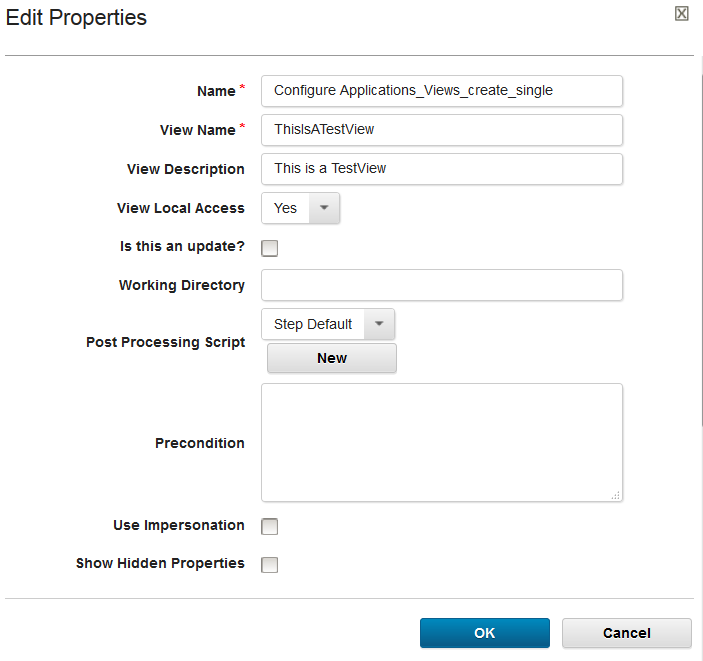 Edit Properties
Name * Configure Applications_Views_create_single
View Name * ThisIsATestView
View Description This is a TestView
View Local Access Yes
Is this an update?
Working Directory
Post Processing Script Step Default
New
Precondition
Use Impersonation
Show Hidden Properties
OK Cancel